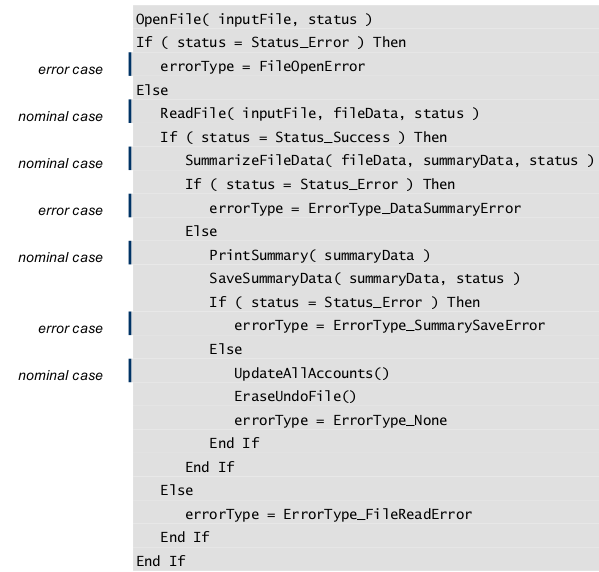 OpenFile( inputFile, status )
If ( status = Status_Error ) Then
error case errorType = FileOpenError
Else
nominal case ReadFile( inputFile, fileData, status )
If ( status = Status_Success ) Then
nominal case SummarizeFileData( fileData, summaryData, status )
If ( status = Status_Error ) Then
error case errorType = ErrorType_DataSummaryError
Else
nominal case PrintSummary( summaryData )
SaveSummaryData( summaryData, status )
If ( status = Status_Error ) Then
error case errorType = ErrorType_SummarySaveError
Else
nominal case UpdateAllAccounts()
EraseUndoFile()
errorType = ErrorType_None
End If
End If
Else
errorType = ErrorType_FileReadError
End If
End If